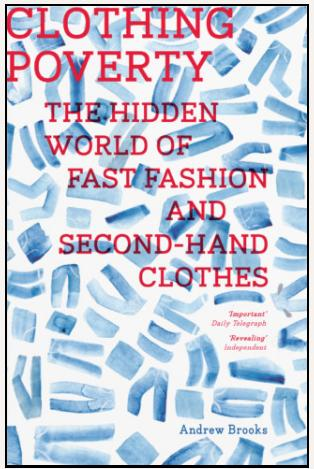 CLOTHING
POVERTY
THE HIDDEN
WORLD OF
FAST FASHION
AND
SECOND-HAND
CLOTHES
'Important'
Daily Telegraph
'Revealing'
Independent
Andrew Brooks